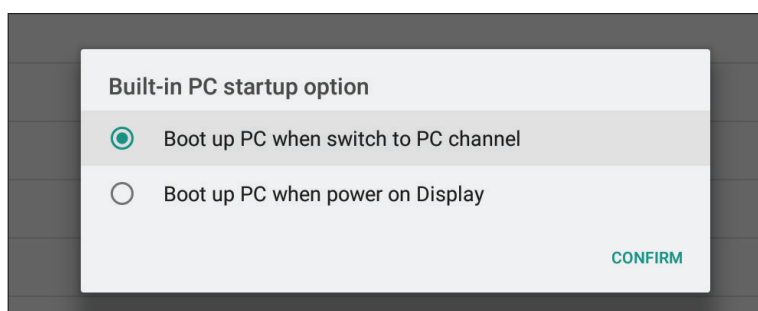 Built-in PC startup option
Boot up PC when switch to PC channel
Boot up PC when power on Display
CONFIRM